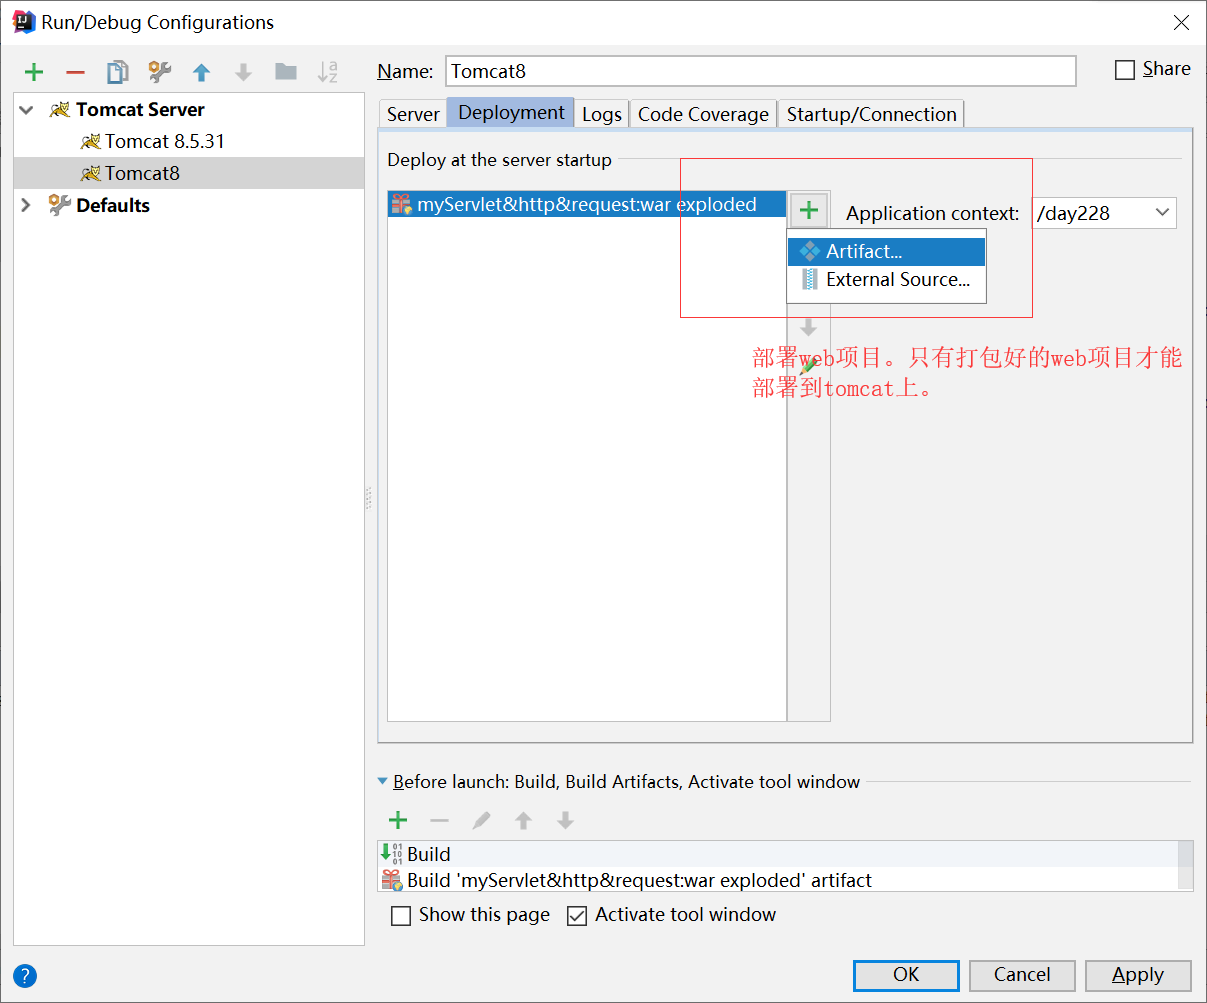 Run/Debug Configurations
Name: Tomcat8
Share
Tomcat Server
Tomcat 8.5.31
Tomcat8
Defaults
Server Deployment Logs Code Coverage Startup/Connection
Deploy at the server startup
myServlet&http&request:war exploded
Application context: /day228
Artifact...
External Source...
部署web项目。只有打包好的web项目才能
部署到tomcat上。
Before launch: Build, Build Artifacts, Activate tool window
Build
Build 'myServlet&http&request:war exploded' artifact
Show this page Activate tool window
OK Cancel Apply